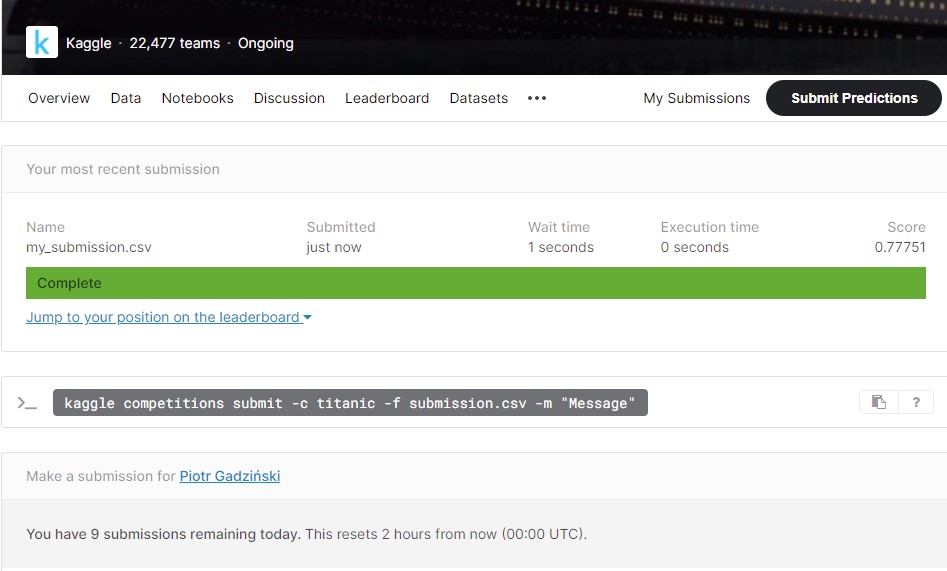 k Kaggle · 22,477 teams · Ongoing
Overview Data Notebooks Discussion Leaderboard Datasets ••• My Submissions Submit Predictions
Your most recent submission
Name Submitted Wait time Execution time Score
my_submission.csv just now 1 seconds 0 seconds 0.77751
Complete
Jump to your position on the leaderboard
>_ kaggle competitions submit -c titanic -f submission.csv -m "Message" ?
Make a submission for Piotr Gadziński
You have 9 submissions remaining today. This resets 2 hours from now (00:00 UTC).